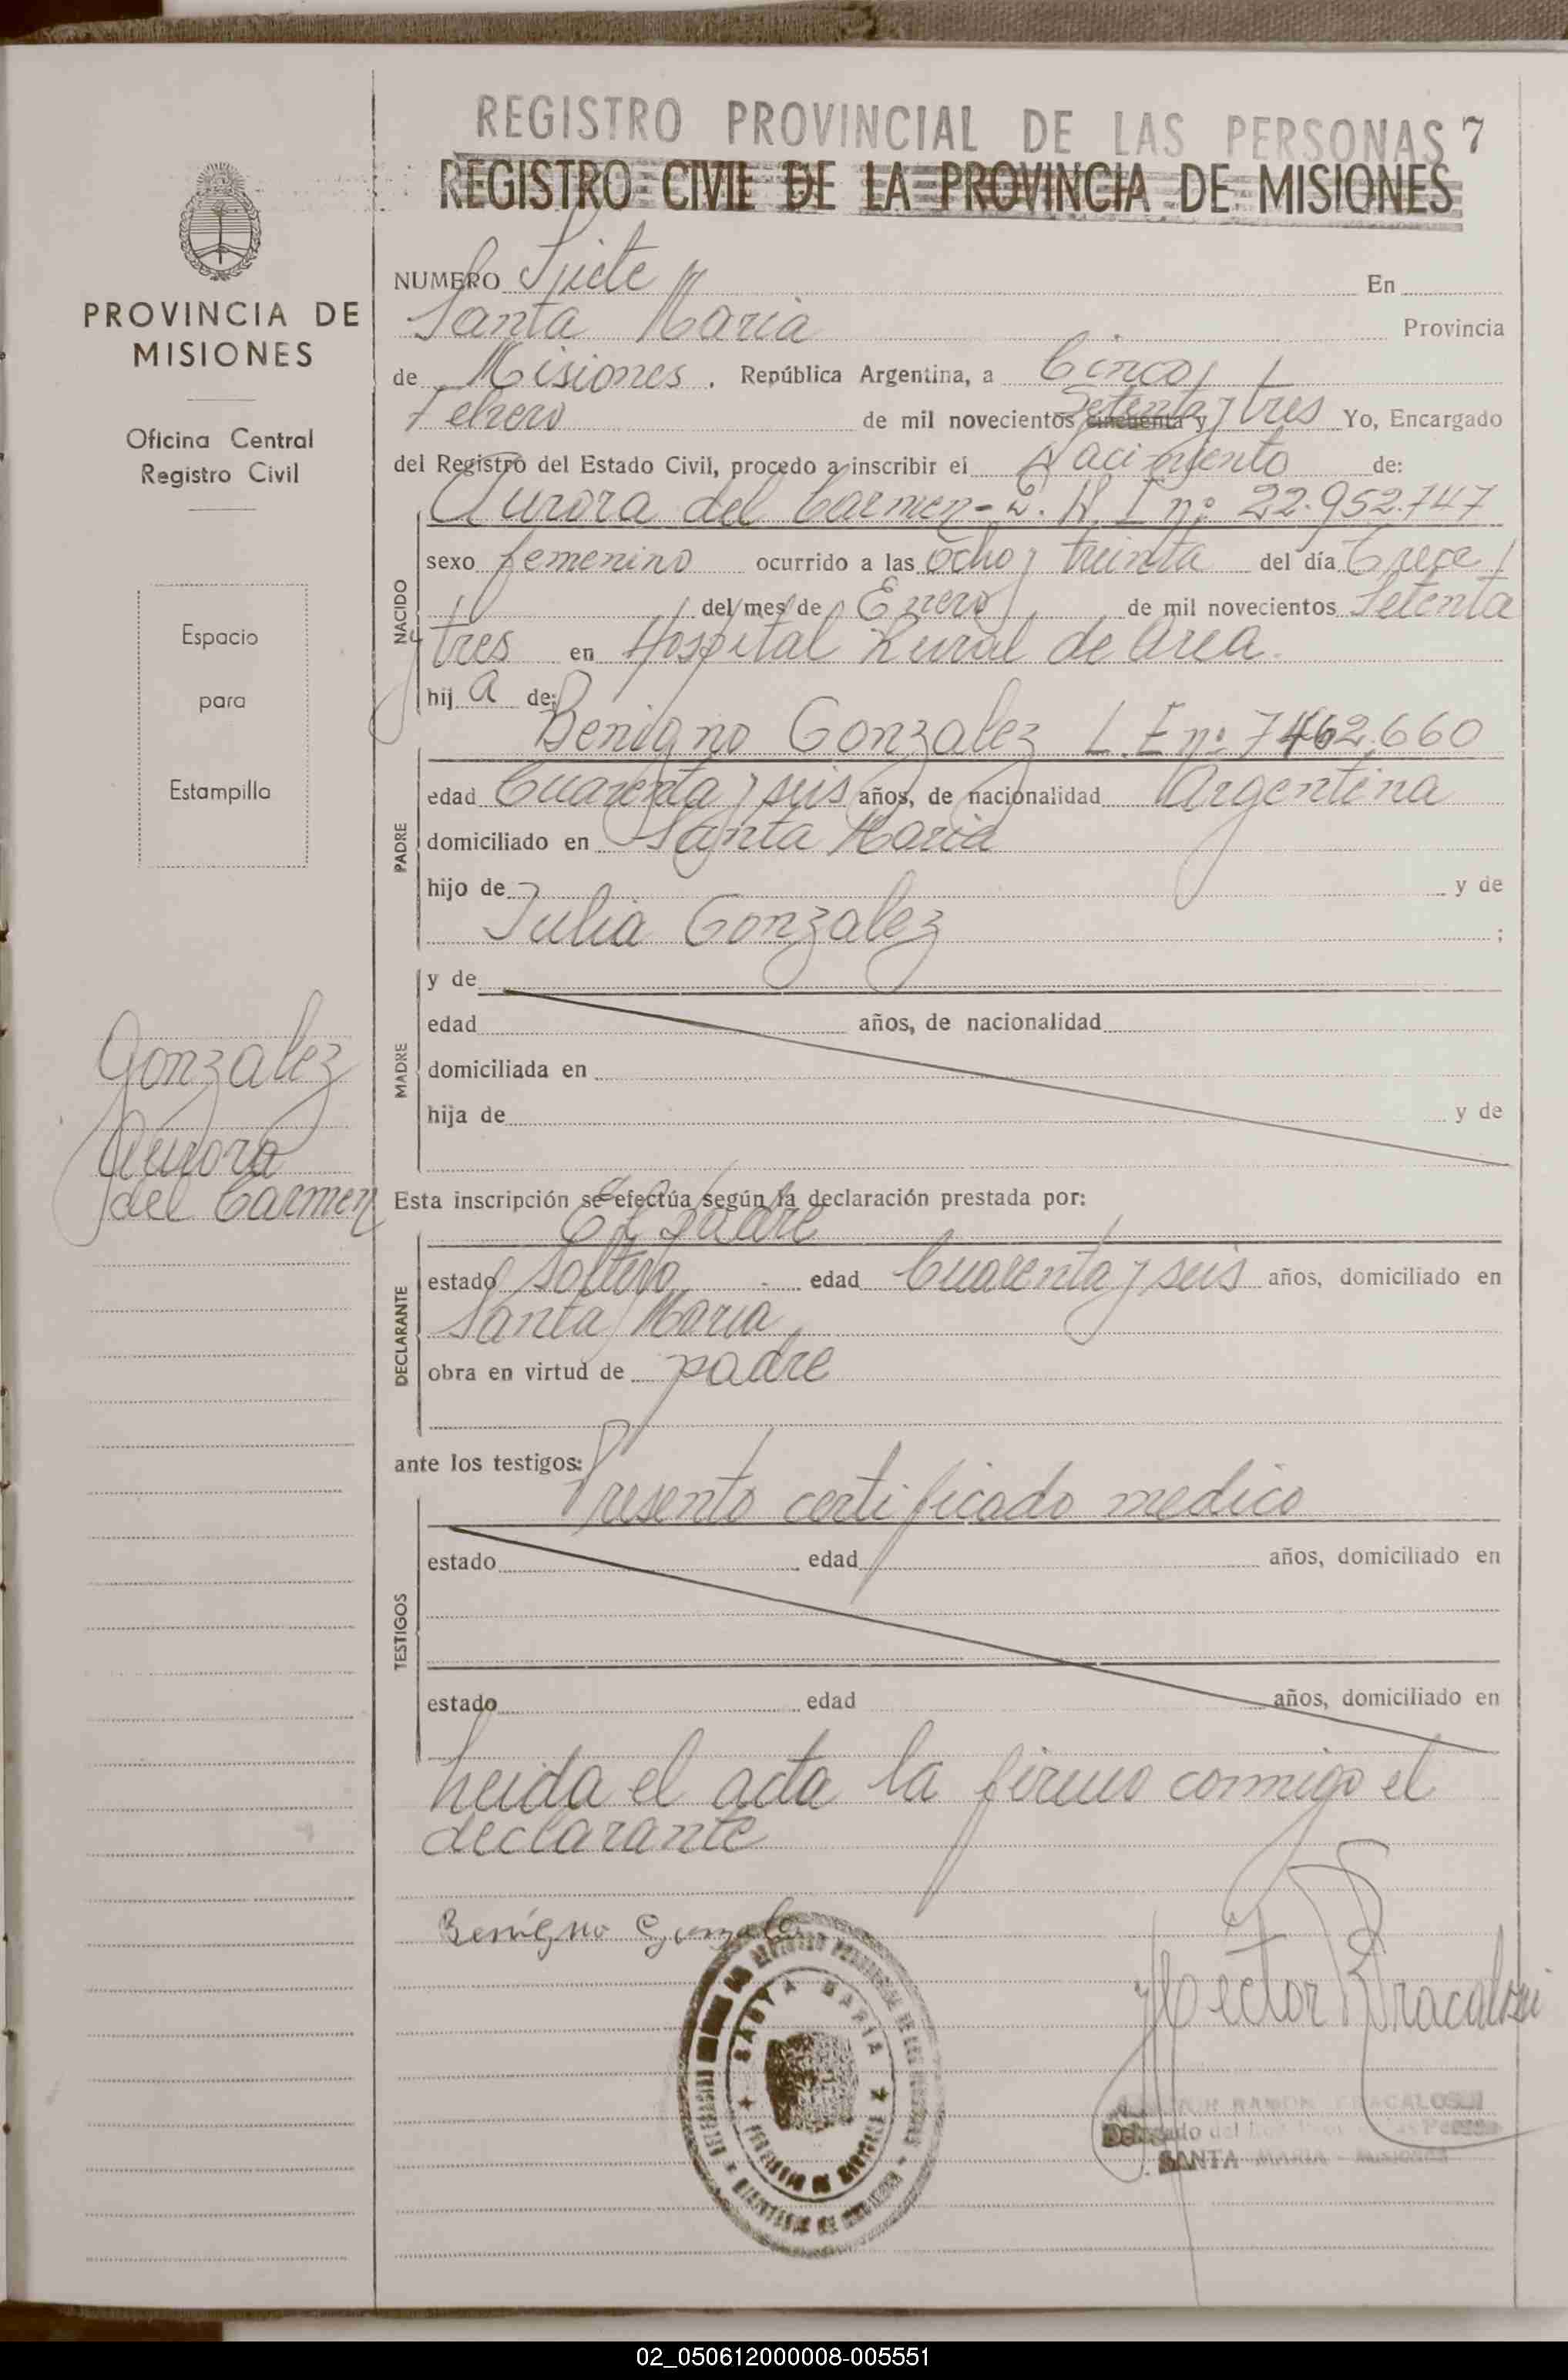 REGISTRO PROVINCIAL DE LAS PERSONAS 7
REGISTRO CIVIL DE LA PROVINCIA DE MISIONES
PROVINCIA DE
MISIONES
Oficina Central
Registro Civil
Espacio
para
Estampilla
Gonzalez
Aurora
del Carmen
NUMERO Siete En
Santa Maria Provincia
de Misiones. República Argentina, a Cinco
Febrero de mil novecientos cincuenta y Setenta y tres Yo, Encargado
del Registro del Estado Civil, procedo a inscribir el Nacimiento de:
NACIDO
Aurora del Carmen - D.N.I nº 22.952.747
sexo femenino ocurrido a las ocho y treinta del día Trece
del mes de Enero de mil novecientos Setenta
y tres en Hospital Rural de Area
hij a de:
PADRE
Benigno Gonzalez L.E nº 7462.660
edad Cuarenta y seis años, de nacionalidad Argentina
domiciliado en Santa Maria
hijo de y de
Julia Gonzalez ;
MADRE
y de
edad años, de nacionalidad
domiciliada en
hija de y de
Esta inscripción se efectúa según la declaración prestada por:
DECLARANTE
El padre
estado Soltero edad Cuarenta y seis años, domiciliado en
Santa Maria
obra en virtud de padre
ante los testigos:
TESTIGOS
Presento certificado medico
estado edad años, domiciliado en
estado edad años, domiciliado en
Leida el acta la firmo conmigo el
declarante
Benigno Gonzalez
SANTA MARIA
Hector Bracalossi
SANTA MARIA - MISIONES
02_050612000008-005551